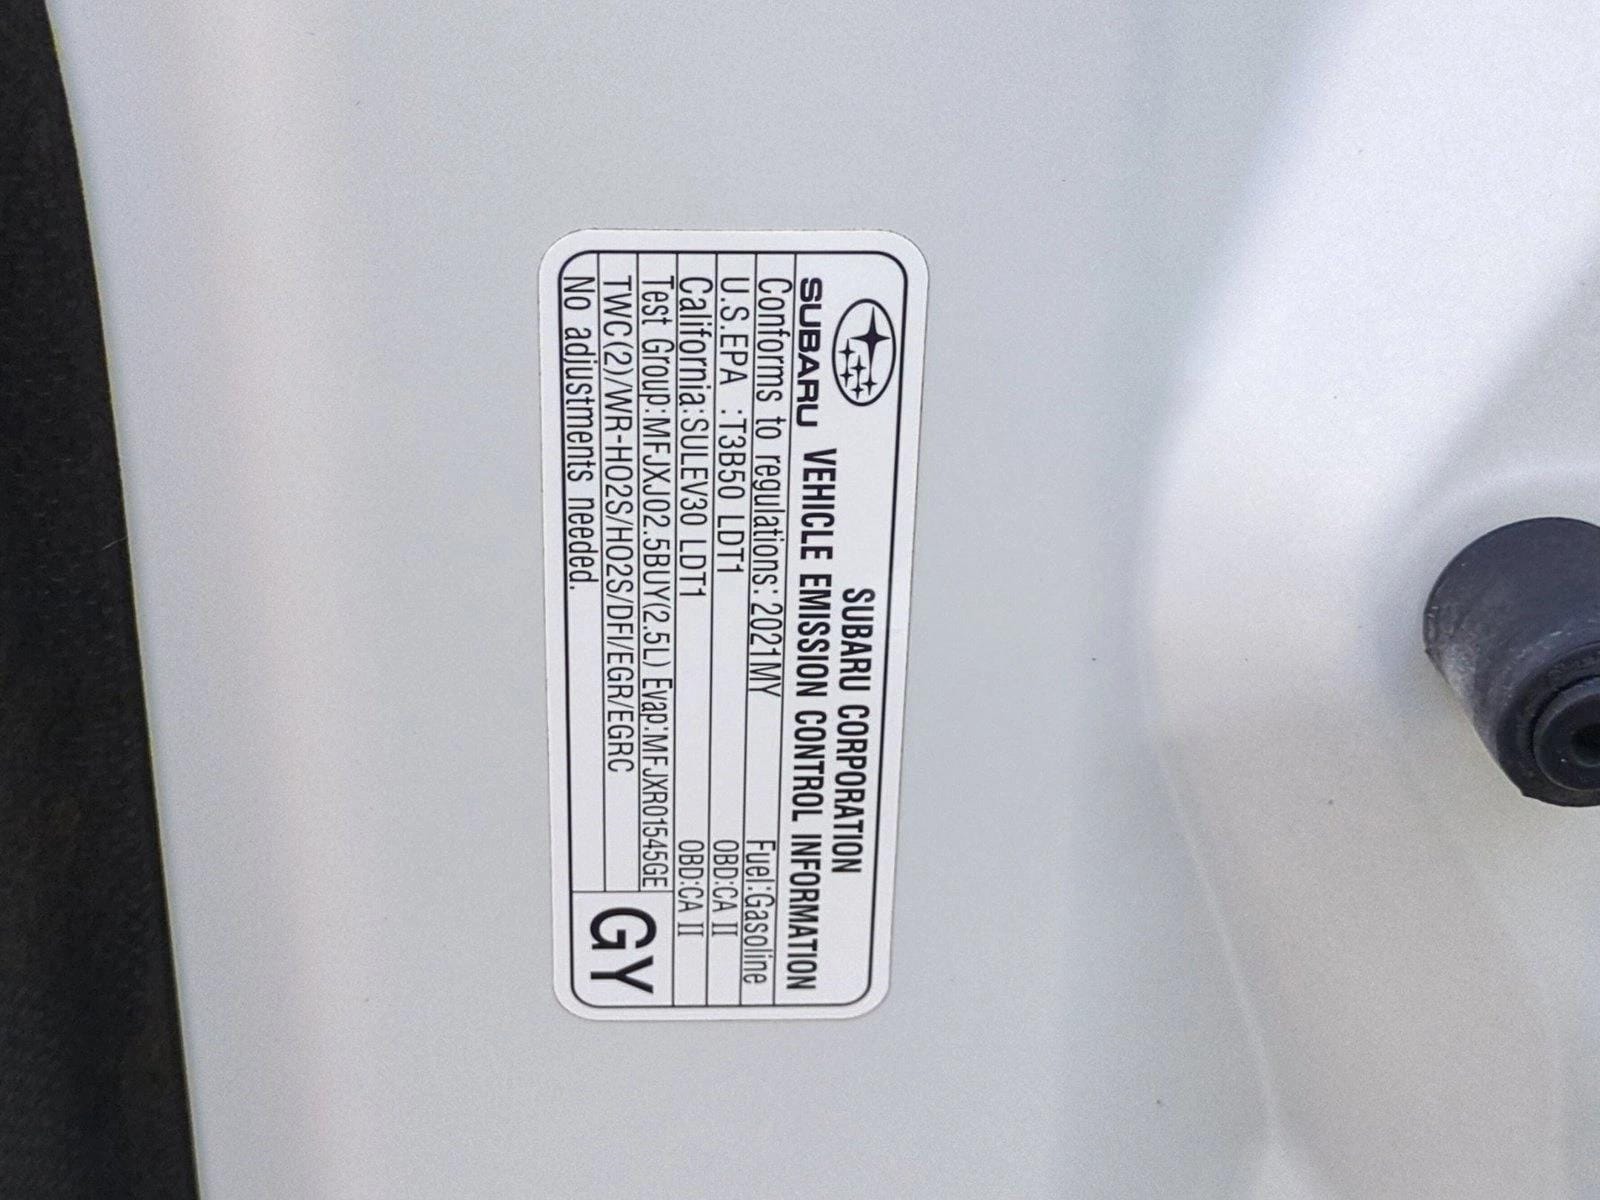 SUBARU CORPORATION
SUBARU VEHICLE EMISSION CONTROL INFORMATION
Conforms to regulations: 2021MY Fuel:Gasoline
U.S.EPA :T3B50 LDT1 OBD:CA II
California:SULEV30 LDT1 OBD:CA II
Test Group:MFJXJ02.5BUY(2.5L) Evap:MFJXR01545GE
TWC(2)/WR-HO2S/HO2S/DFI/EGR/EGRC
No adjustments needed.
GY